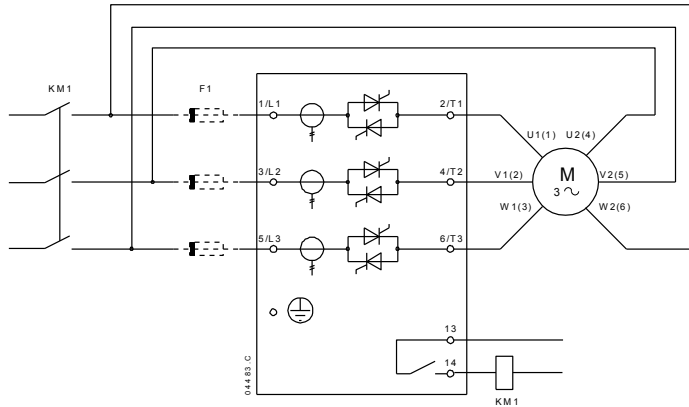 KM1
F1
1/L1
2/T1
U1(1)
U2(4)
3/L2
4/T2
V1(2)
M
3
V2(5)
W1(3)
W2(6)
5/L3
6/T3
13
14
KM1
04483.C